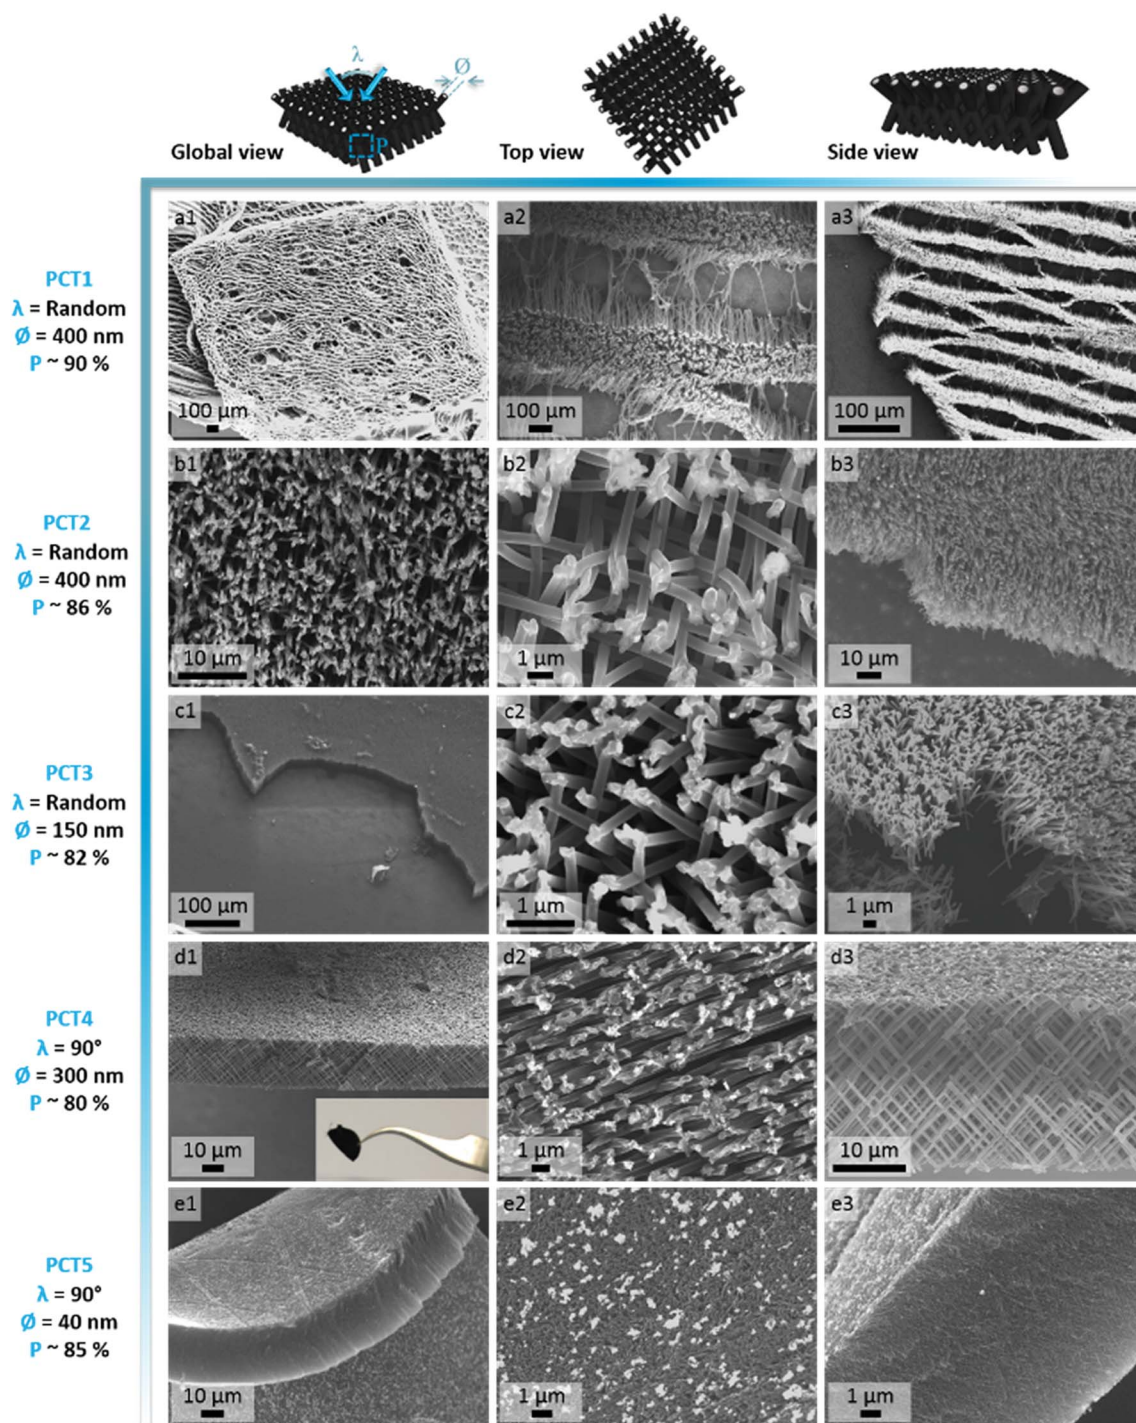 λ
Ø
P
Global view
Top view
Side view
PCT1
λ = Random
Ø = 400 nm
P ~ 90 %
a1
100 µm
a2
100 µm
a3
100 µm
PCT2
λ = Random
Ø = 400 nm
P ~ 86 %
b1
10 µm
b2
1 µm
b3
10 µm
PCT3
λ = Random
Ø = 150 nm
P ~ 82 %
c1
100 µm
c2
1 µm
c3
1 µm
PCT4
λ = 90°
Ø = 300 nm
P ~ 80 %
d1
10 µm
d2
1 µm
d3
10 µm
PCT5
λ = 90°
Ø = 40 nm
P ~ 85 %
e1
10 µm
e2
1 µm
e3
1 µm